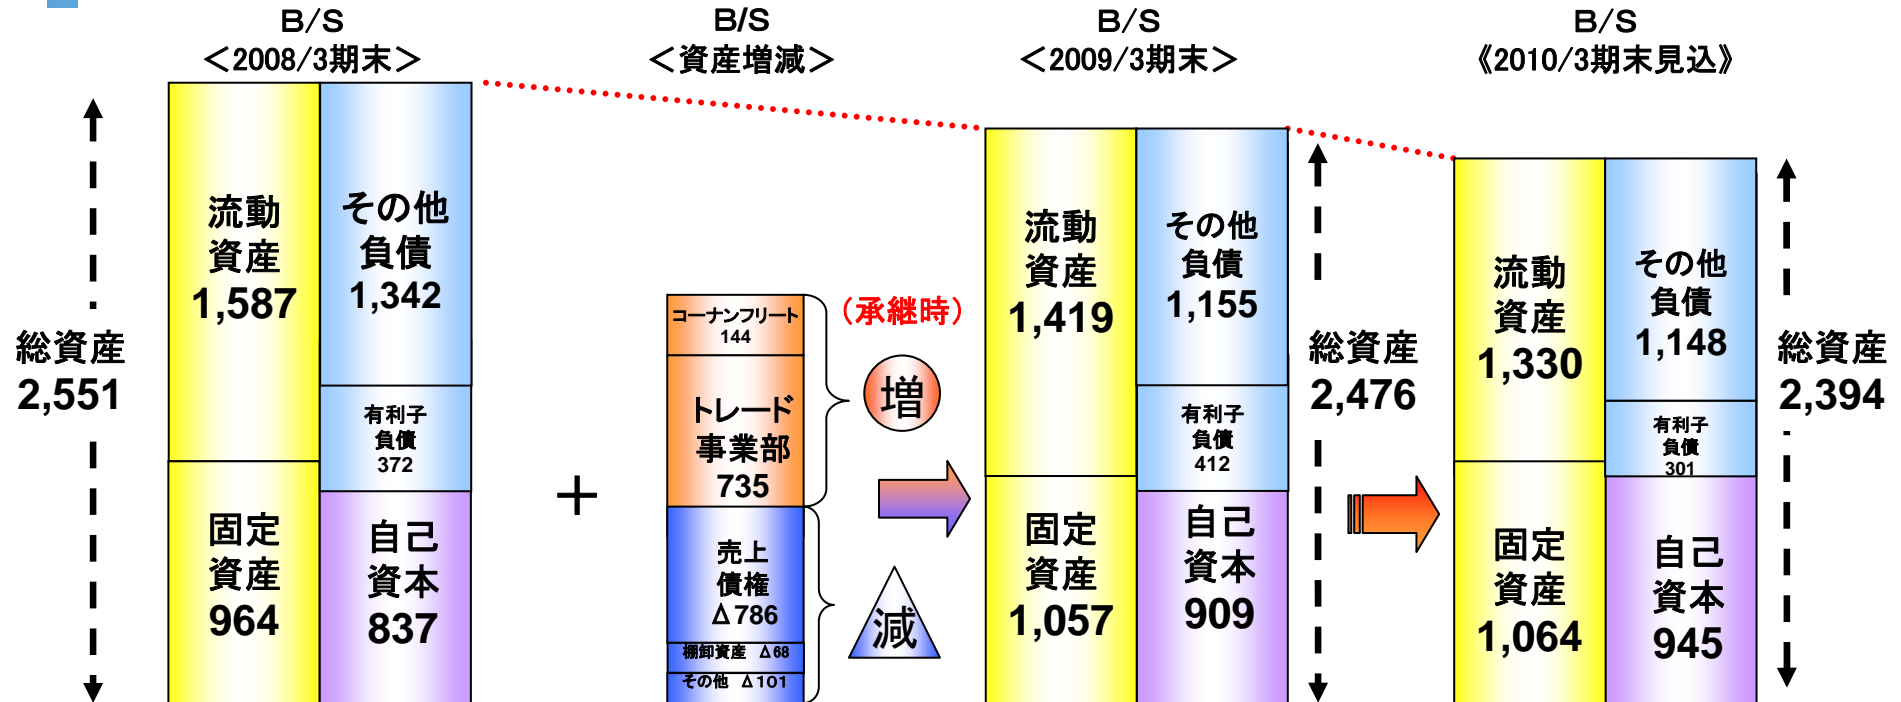 B/S
＜2008/3期末＞
総資産
2,551
流動
資産
1,587
固定
資産
964
その他
負債
1,342
有利子
負債
372
自己
資本
837
＋
B/S
＜資産増減＞
コーナンフリート
144
トレード
事業部
735
売上
債権
Δ786
棚卸資産 Δ68
その他 Δ101
（承継時）
増
減
B/S
＜2009/3期末＞
流動
資産
1,419
固定
資産
1,057
その他
負債
1,155
有利子
負債
412
自己
資本
909
総資産
2,476
B/S
《2010/3期末見込》
流動
資産
1,330
固定
資産
1,064
その他
負債
1,148
有利子
負債
301
自己
資本
945
総資産
2,394